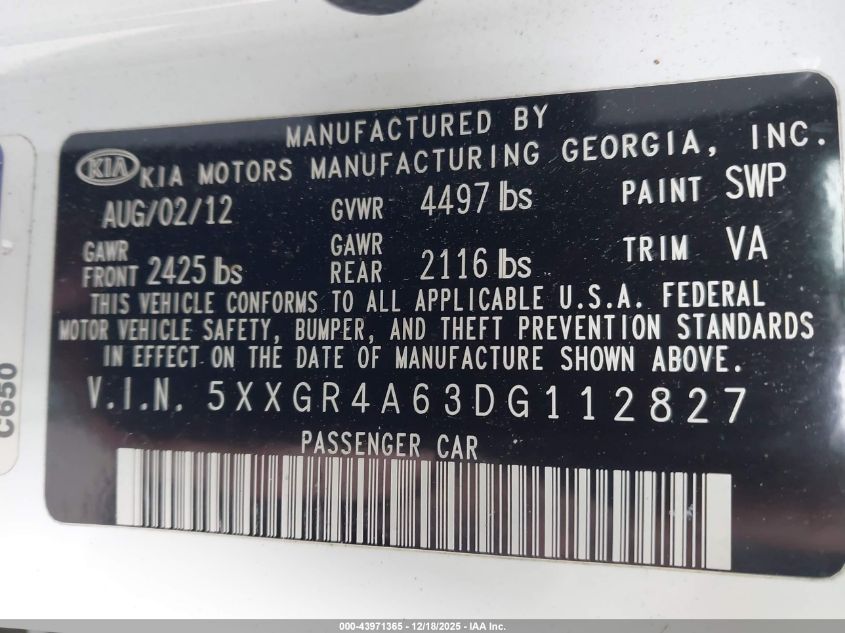 MANUFACTURED BY
KIA KIA MOTORS MANUFACTURING GEORGIA, INC.
AUG/02/12 GVWR 4497 lbs PAINT SWP
GAWR FRONT 2425 lbs GAWR REAR 2116 lbs TRIM VA
THIS VEHICLE CONFORMS TO ALL APPLICABLE U.S.A. FEDERAL
MOTOR VEHICLE SAFETY, BUMPER, AND THEFT PREVENTION STANDARDS
IN EFFECT ON THE DATE OF MANUFACTURE SHOWN ABOVE.
V.I.N. 5XXGR4A63DG112827
PASSENGER CAR
C650
000-43971365 - 12/18/2025 - IAA Inc.